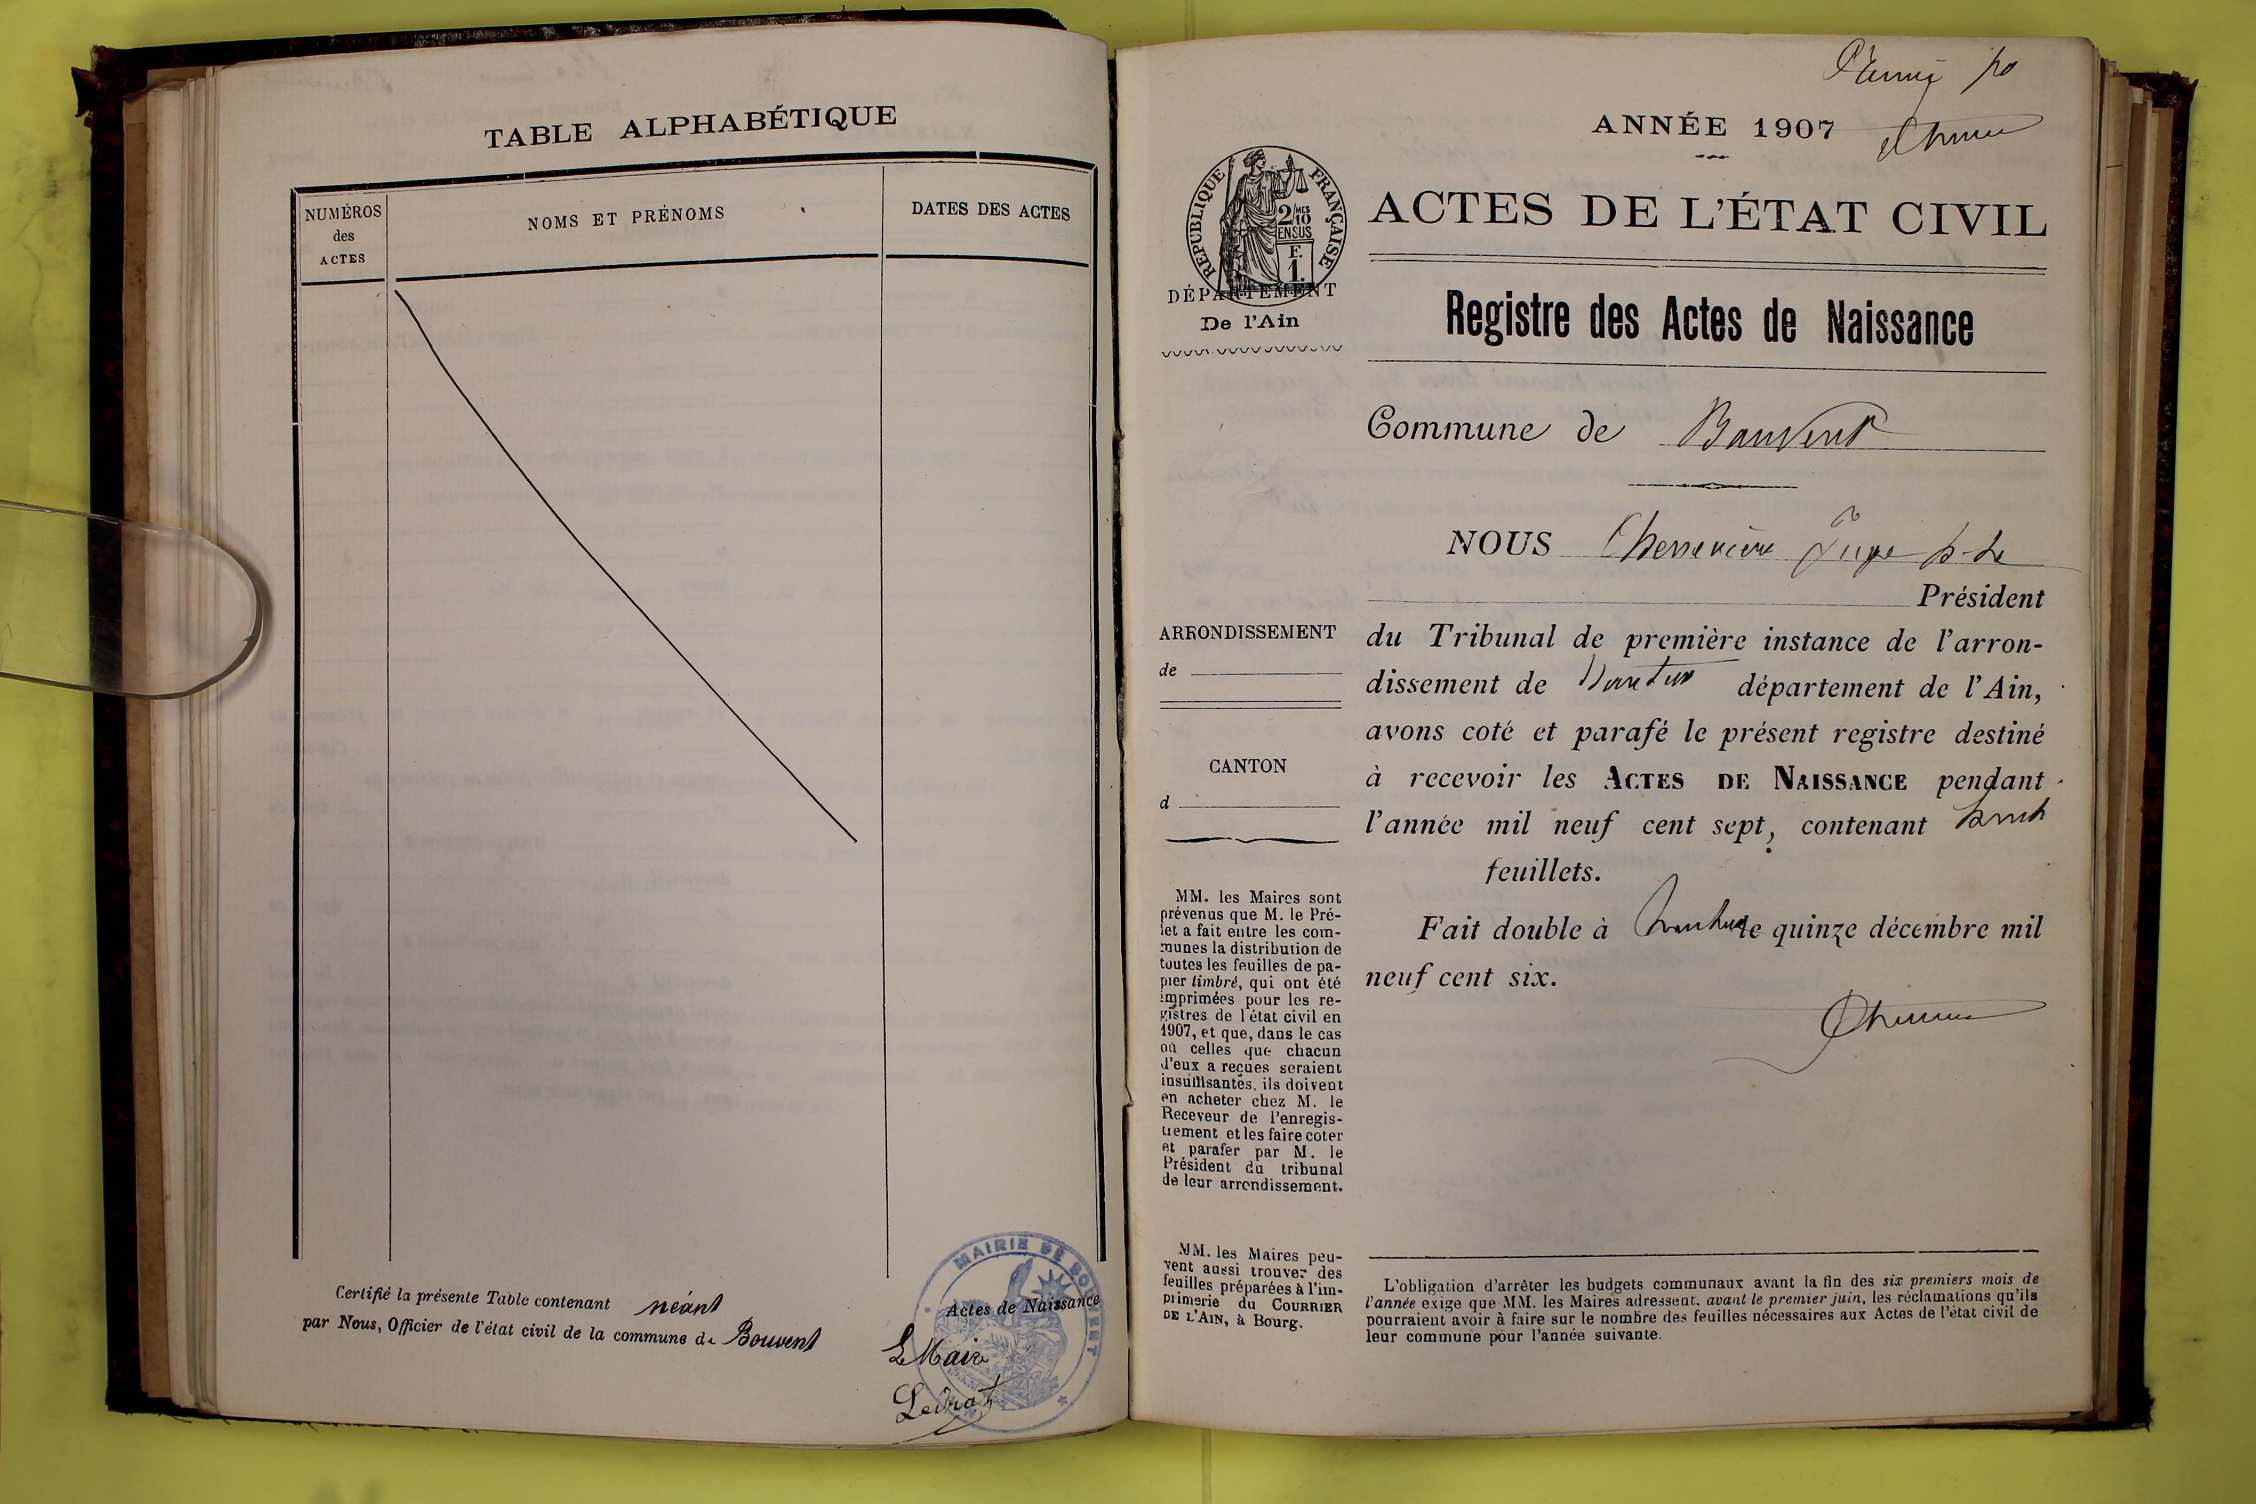 TABLE ALPHABÉTIQUE
NUMÉROS
des
ACTES
NOMS ET PRÉNOMS
DATES DES ACTES
Certifié la présente Table contenant néant
par Nous, Officier de l'état civil de la commune de Bouvent
Actes de Naissance
MAIRIE DE BOUVENT
Le Maire
Ledrat
ANNÉE 1907
RÉPUBLIQUE FRANÇAISE
2/10MES
EN SUS
F.
1.
ACTES DE L'ÉTAT CIVIL
DÉPARTEMENT
De l'Ain
Registre des Actes de Naissance
Commune de Bouvent
NOUS Juge
Président
du Tribunal de première instance de l'arron-
dissement de Nantua département de l'Ain,
avons coté et parafé le présent registre destiné
à recevoir les ACTES DE NAISSANCE pendant
l'année mil neuf cent sept, contenant
feuillets.
Fait double à Nantua le quinze décembre mil
neuf cent six.
ARRONDISSEMENT
de
CANTON
d
MM. les Maires sont
prévenus que M. le Pré-
fet a fait entre les com-
munes la distribution de
toutes les feuilles de pa-
pier timbré, qui ont été
imprimées pour les re-
gistres de l'état civil en
1907, et que, dans le cas
où celles que chacun
d'eux a reçues seraient
insuffisantes, ils doivent
en acheter chez M. le
Receveur de l'enregis-
trement et les faire coter
et parafer par M. le
Président du tribunal
de leur arrondissement.
MM. les Maires peu-
vent aussi trouver des
feuilles préparées à l'im-
primerie du COURRIER
DE L'AIN, à Bourg.
L'obligation d'arrêter les budgets communaux avant la fin des six premiers mois de
l'année exige que MM. les Maires adressent, avant le premier juin, les réclamations qu'ils
pourraient avoir à faire sur le nombre des feuilles nécessaires aux Actes de l'état civil de
leur commune pour l'année suivante.